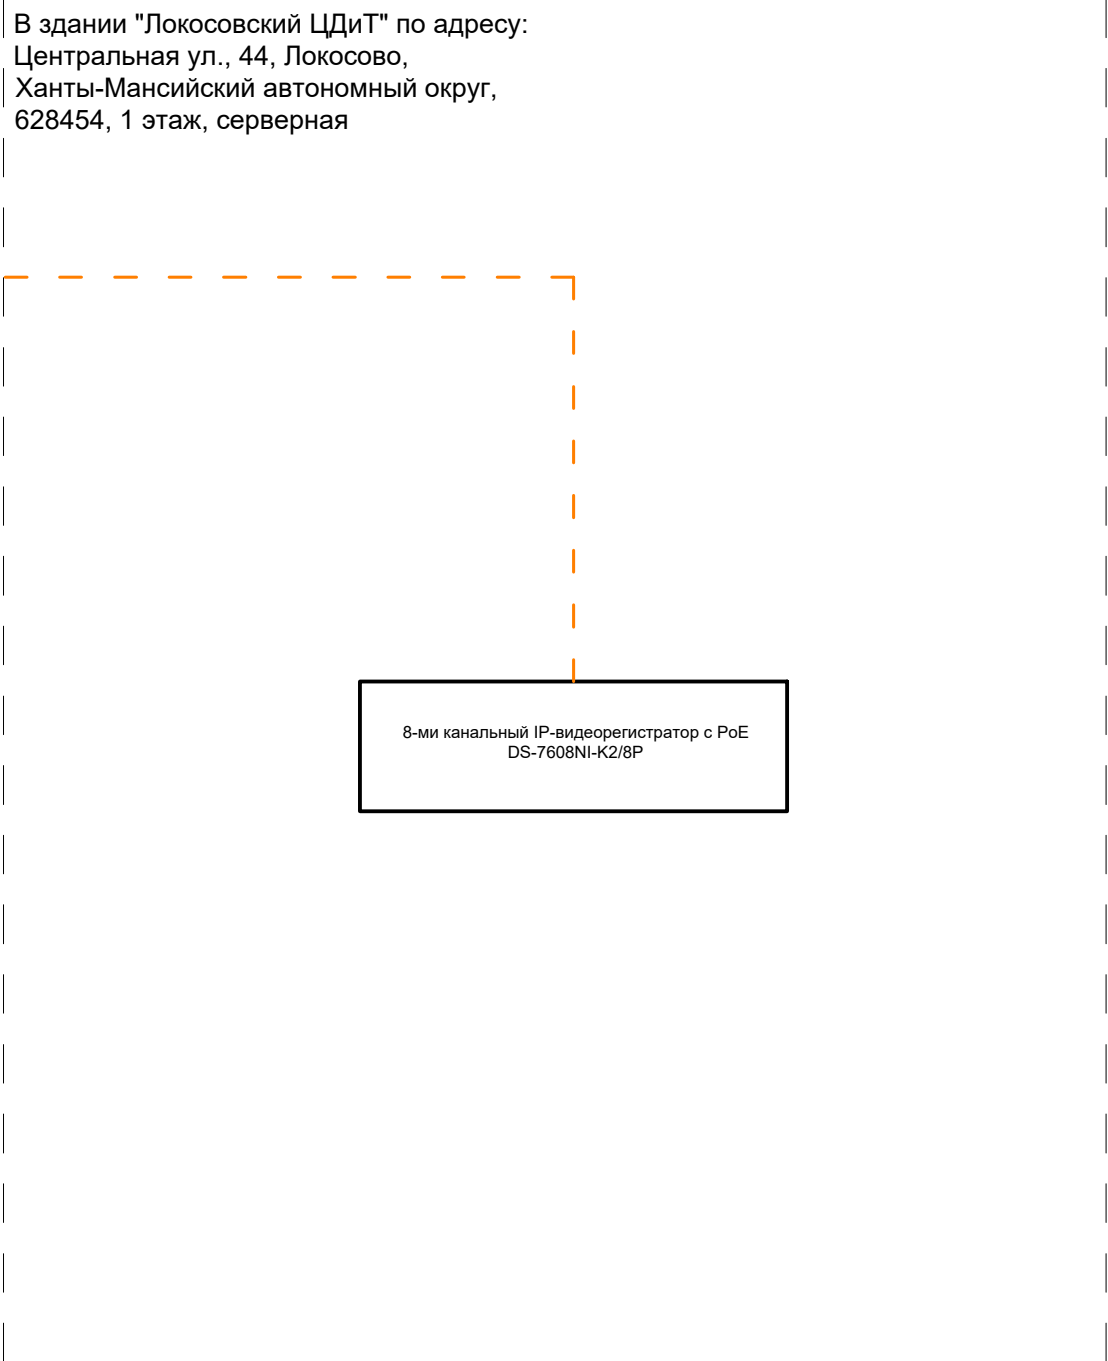 В здании "Локосовский ЦДиТ" по адресу:
Центральная ул., 44, Локосово,
Ханты-Мансийский автономный округ,
628454, 1 этаж, серверная
8-ми канальный IP-видеорегистратор с PoE
DS-7608NI-K2/8P